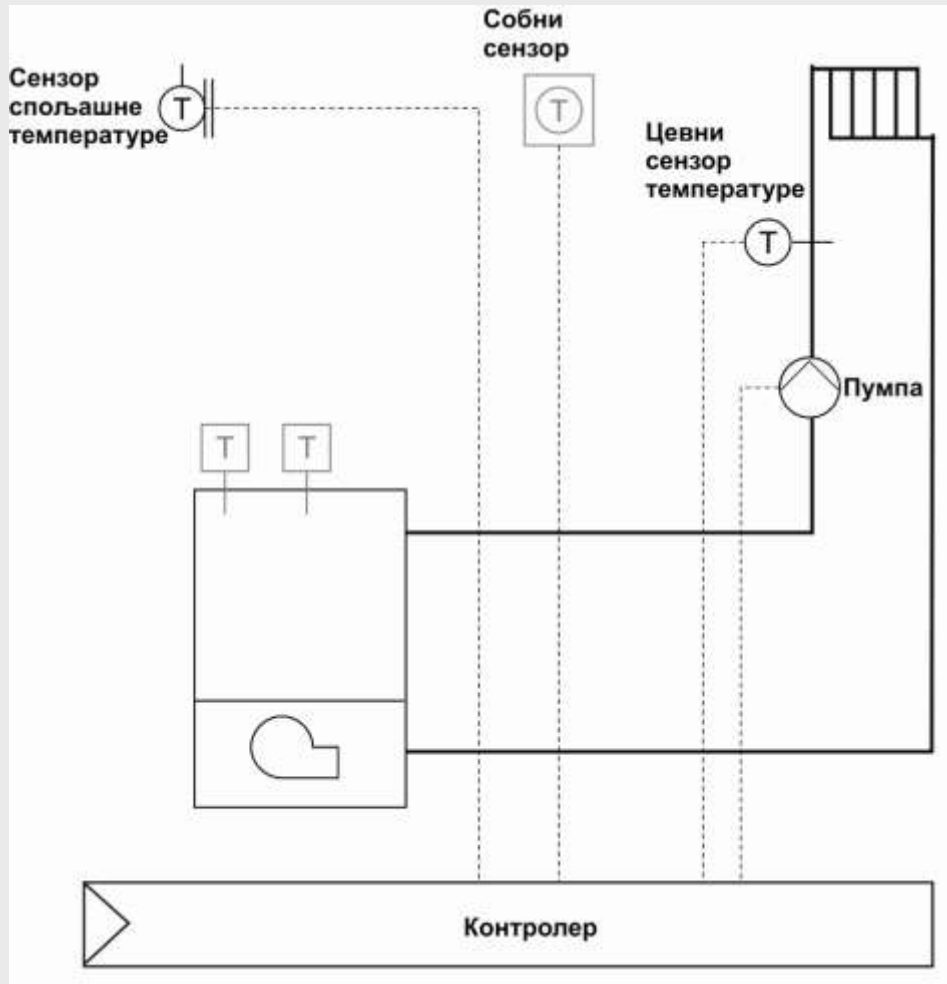 Собни
сензор
Сензор
спољашне
температуре
T
T
Цевни
сензор
температуре
T
Пумпа
T
T
Контролер